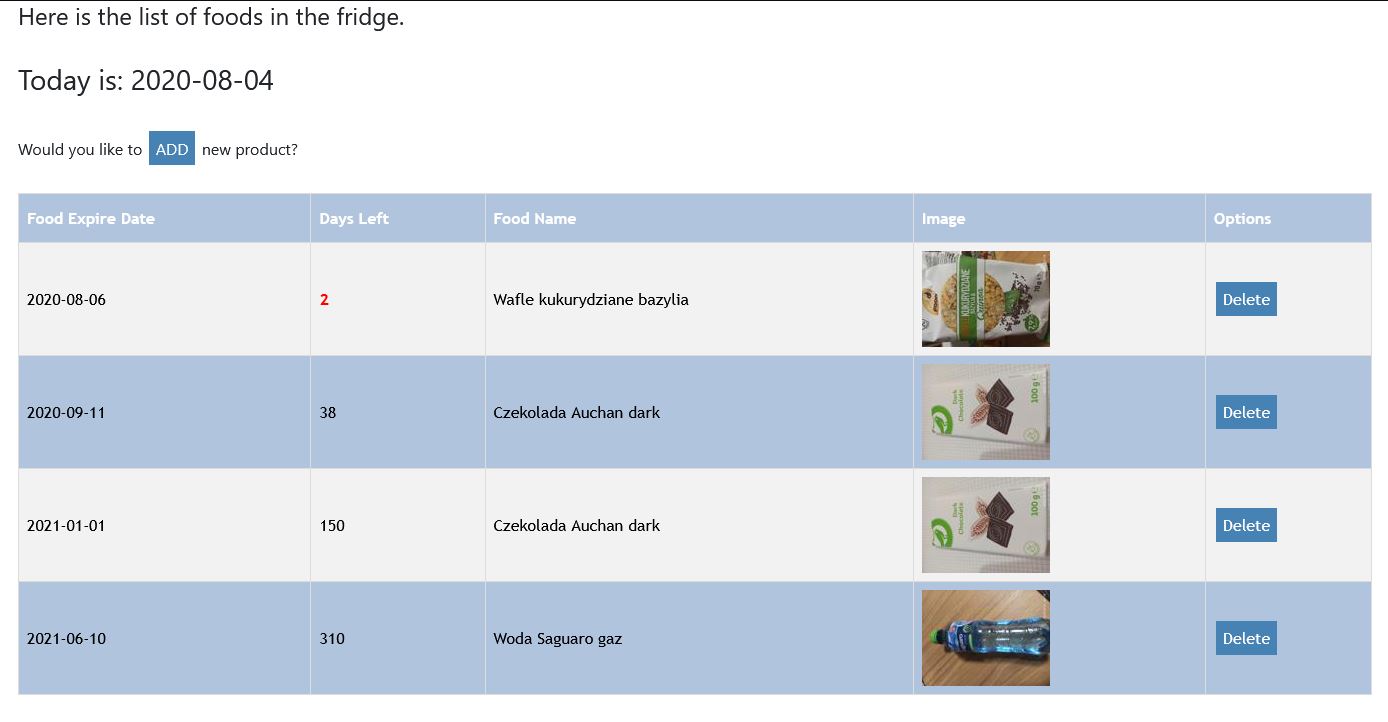 Here is the list of foods in the fridge.
Today is: 2020-08-04
Would you like to ADD new product?
Food Expire Date Days Left Food Name Image Options
2020-08-06 2 Wafle kukurydziane bazylia Delete
KUKURYDZIANE
2020-09-11 38 Czekolada Auchan dark Delete
Dark
Chocolate
100 g e
2021-01-01 150 Czekolada Auchan dark Delete
Dark
Chocolate
100 g e
2021-06-10 310 Woda Saguaro gaz Delete